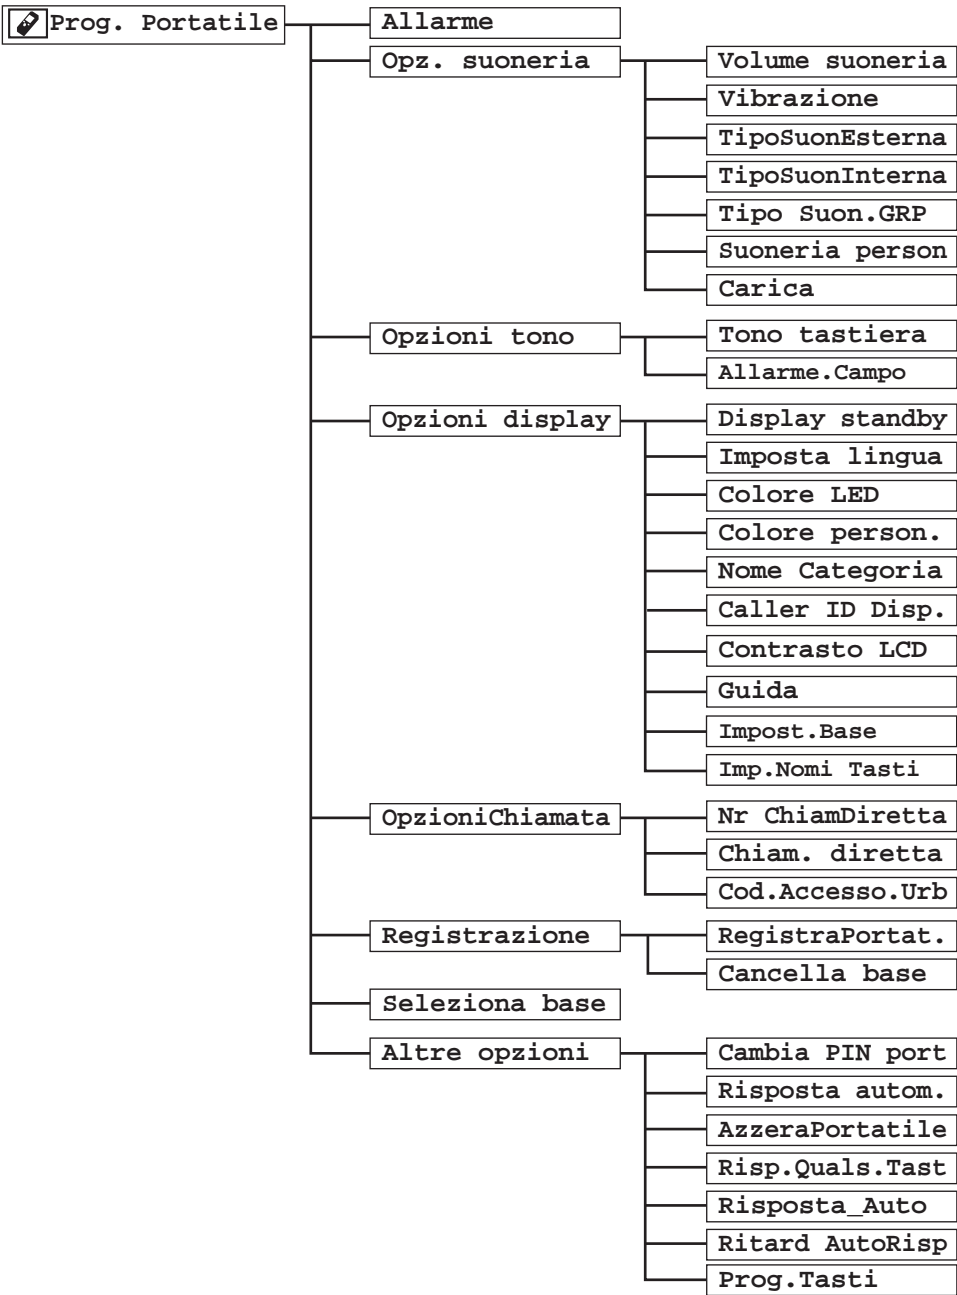 Prog. Portatile
Allarme
Opz. suoneria
Volume suoneria
Vibrazione
TipoSuonEsterna
TipoSuonInterna
Tipo Suon.GRP
Suoneria person
Carica
Opzioni tono
Tono tastiera
Allarme.Campo
Opzioni display
Display standby
Imposta lingua
Colore LED
Colore person.
Nome Categoria
Caller ID Disp.
Contrasto LCD
Guida
Impost.Base
Imp.Nomi Tasti
OpzioniChiamata
Nr ChiamDiretta
Chiam. diretta
Cod.Accesso.Urb
Registrazione
RegistraPortat.
Cancella base
Seleziona base
Altre opzioni
Cambia PIN port
Risposta autom.
AzzeraPortatile
Risp.Quals.Tast
Risposta_Auto
Ritard AutoRisp
Prog.Tasti